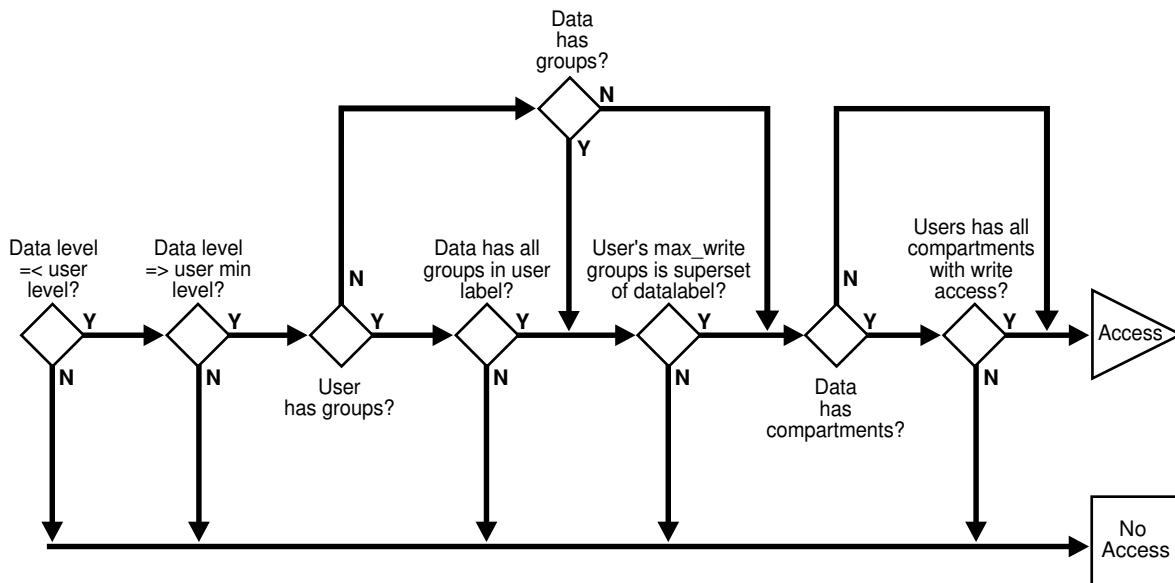 Data
has
groups?
N
Y
Data level
=< user
level?
Data level
=> user min
level?
N
Data has all
groups in user
label?
User's max_write
groups is superset
of datalabel?
N
Users has all
compartments
with write
access?
Y
Y
Y
Y
Y
Y
Y
Access
N
N
User
has groups?
N
N
Data
has
compartments?
N
No
Access